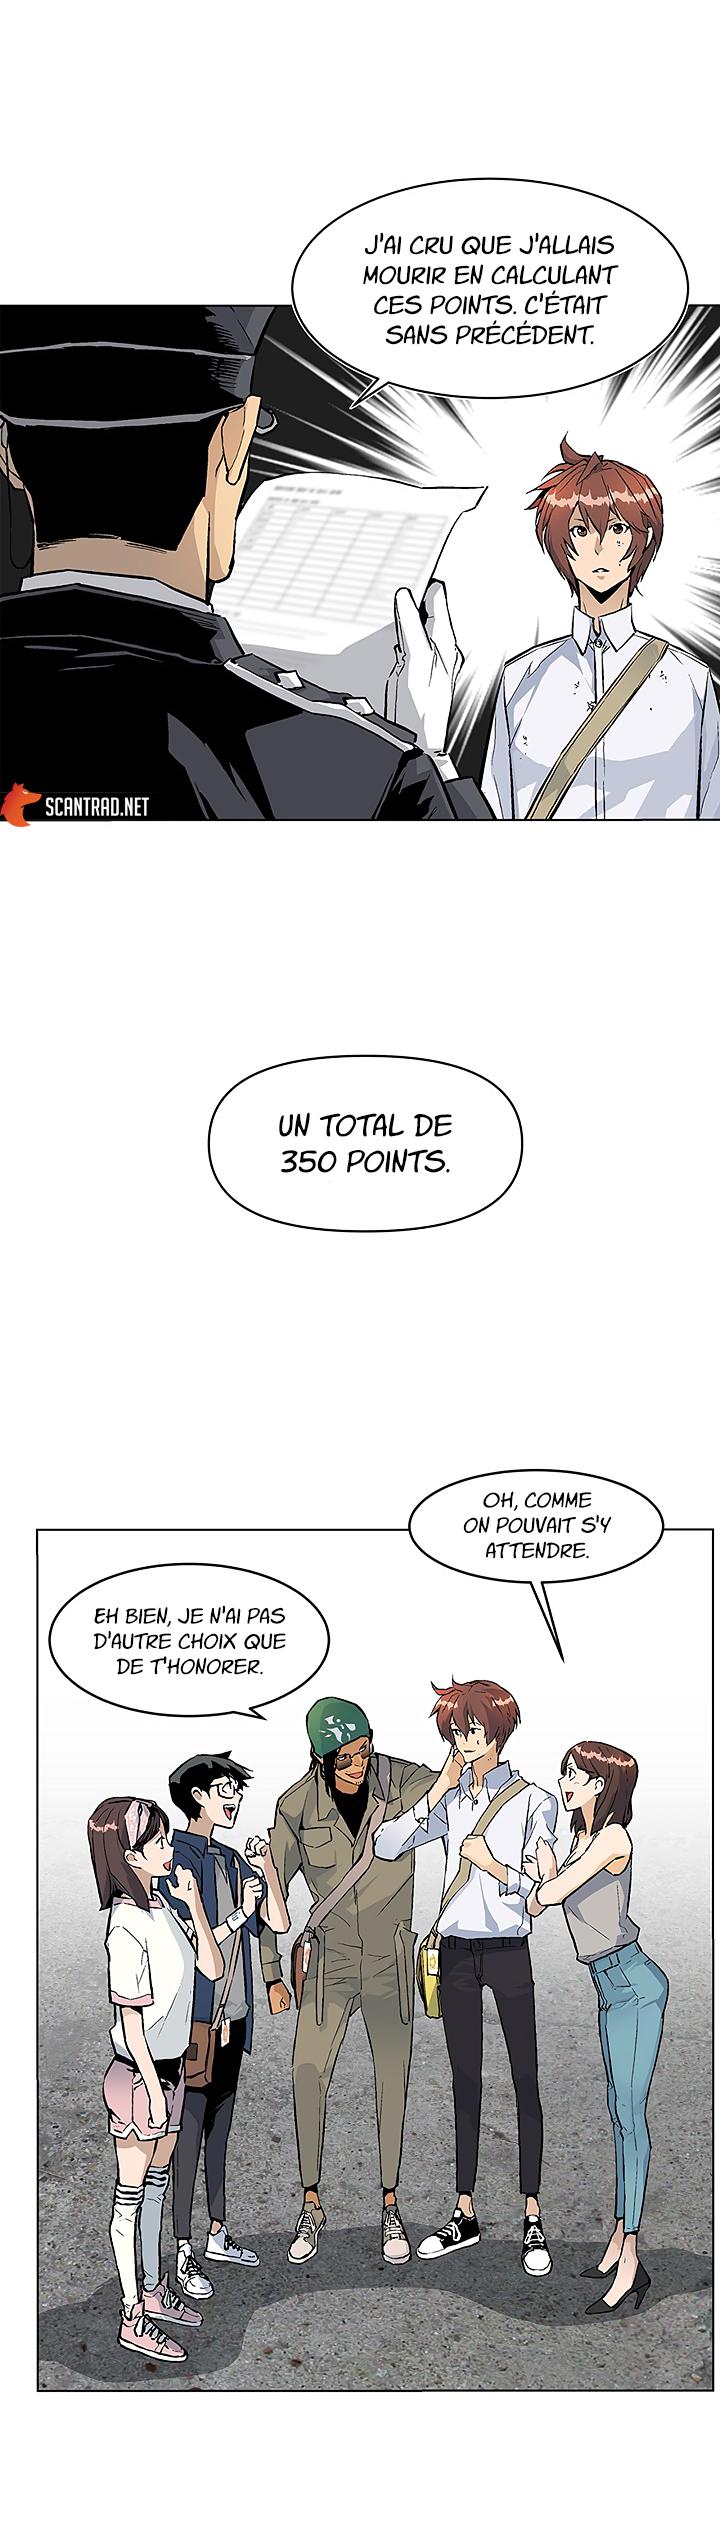 J'AI CRU QUE J'ALLAIS
MOURIR EN CALCULANT
CES POINTS. C'ÉTAIT
SANS PRÉCÉDENT.
SCANTRAD.NET
UN TOTAL DE
350 POINTS.
OH, COMME
ON POUVAIT S'Y
ATTENDRE.
EH BIEN, JE N'AI PAS
D'AUTRE CHOIX QUE
DE T'HONORER.